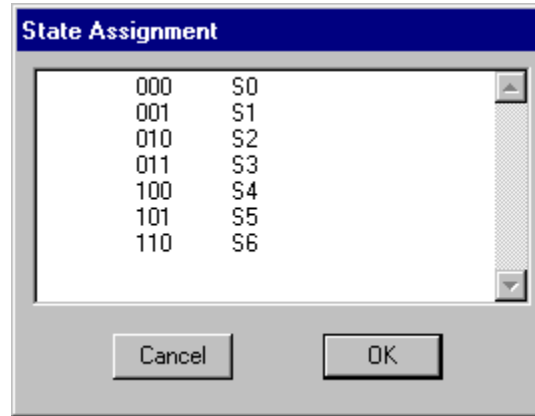 State Assignment
000 S0
001 S1
010 S2
011 S3
100 S4
101 S5
110 S6
Cancel OK